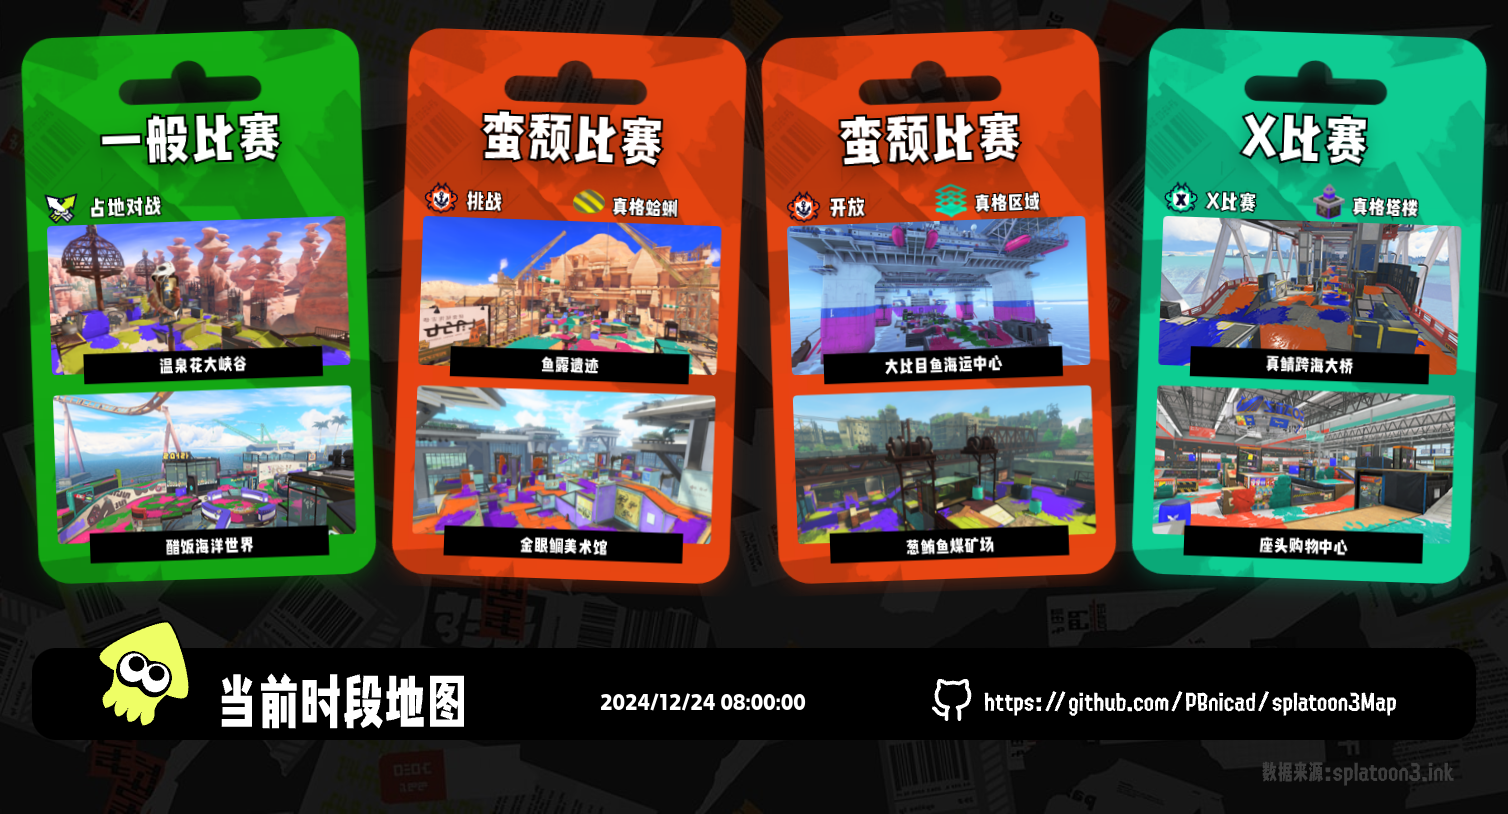 一般比赛
占地对战
温泉花大峡谷
醋饭海洋世界
蛮颓比赛
挑战
真格蛤蜊
鱼露遗迹
金眼鲷美术馆
蛮颓比赛
开放
真格区域
大比目鱼海运中心
葱鲔鱼煤矿场
X比赛
X比赛
真格塔楼
真鲭跨海大桥
座头购物中心
当前时段地图
2024/12/24 08:00:00
https://github.com/PBnicad/splatoon3Map
数据来源:splatoon3.ink